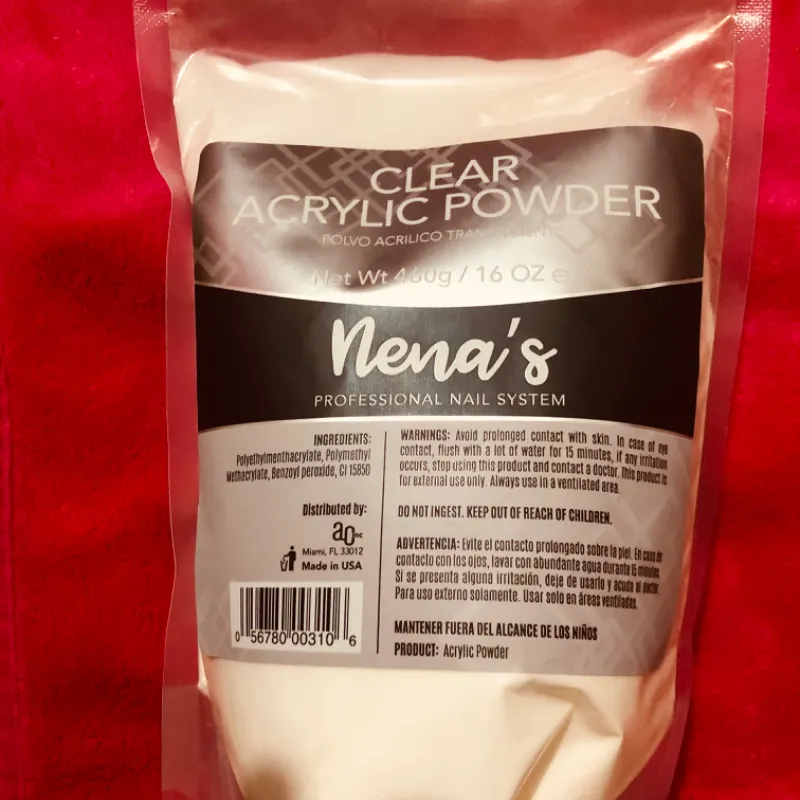 CLEAR
ACRYLIC POWDER
POLVO ACRILICO TRANSPARENTE
Net Wt 460g / 16 OZ e
Nena's
PROFESSIONAL NAIL SYSTEM
INGREDIENTS:
Polyethylmenthacrylate, Polymethyl
Methacrylate, Benzoyl peroxide, CI 15850
Distributed by:
a0 INC
Miami, FL 33012
Made in USA
0 56780 00310 6
WARNINGS: Avoid prolonged contact with skin. In case of eye
contact, flush with a lot of water for 15 minutes, if any irritation
occurs, stop using this product and contact a doctor. This product is
for external use only. Always use in a ventilated area.
DO NOT INGEST. KEEP OUT OF REACH OF CHILDREN.
ADVERTENCIA: Evite el contacto prolongado sobre la piel. En caso de
contacto con los ojos, lavar con abundante agua durante 15 minutos.
Si se presenta alguna irritación, deje de usarlo y acuda al doctor.
Para uso externo solamente. Usar solo en áreas ventiladas.
MANTENER FUERA DEL ALCANCE DE LOS NIÑOS
PRODUCT: Acrylic Powder